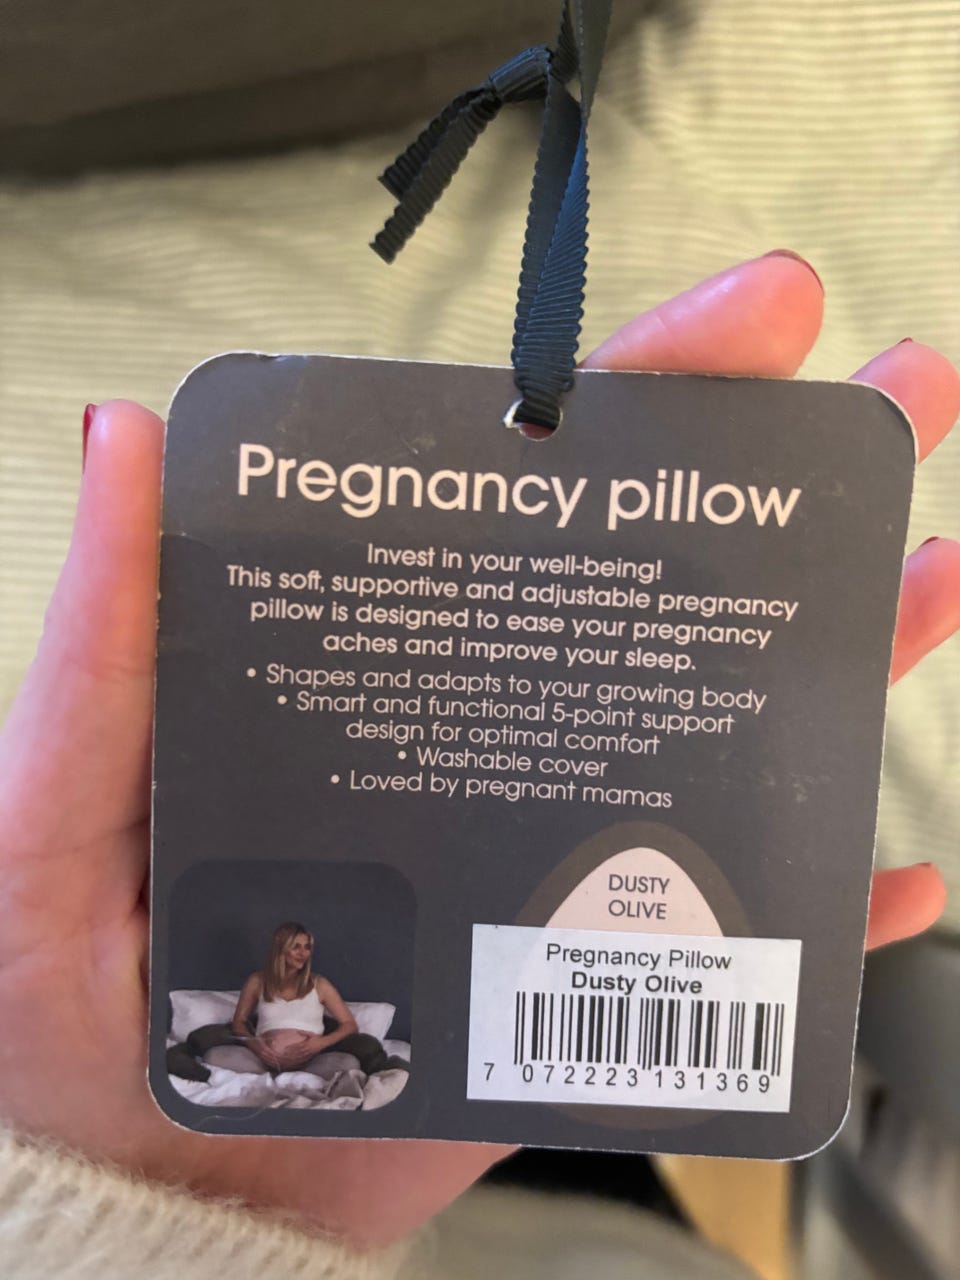 Pregnancy pillow
Invest in your well-being!
This soft, supportive and adjustable pregnancy
pillow is designed to ease your pregnancy
aches and improve your sleep.
• Shapes and adapts to your growing body
• Smart and functional 5-point support
design for optimal comfort
• Washable cover
• Loved by pregnant mamas
DUSTY
OLIVE
Pregnancy Pillow
Dusty Olive
7 072223 131369